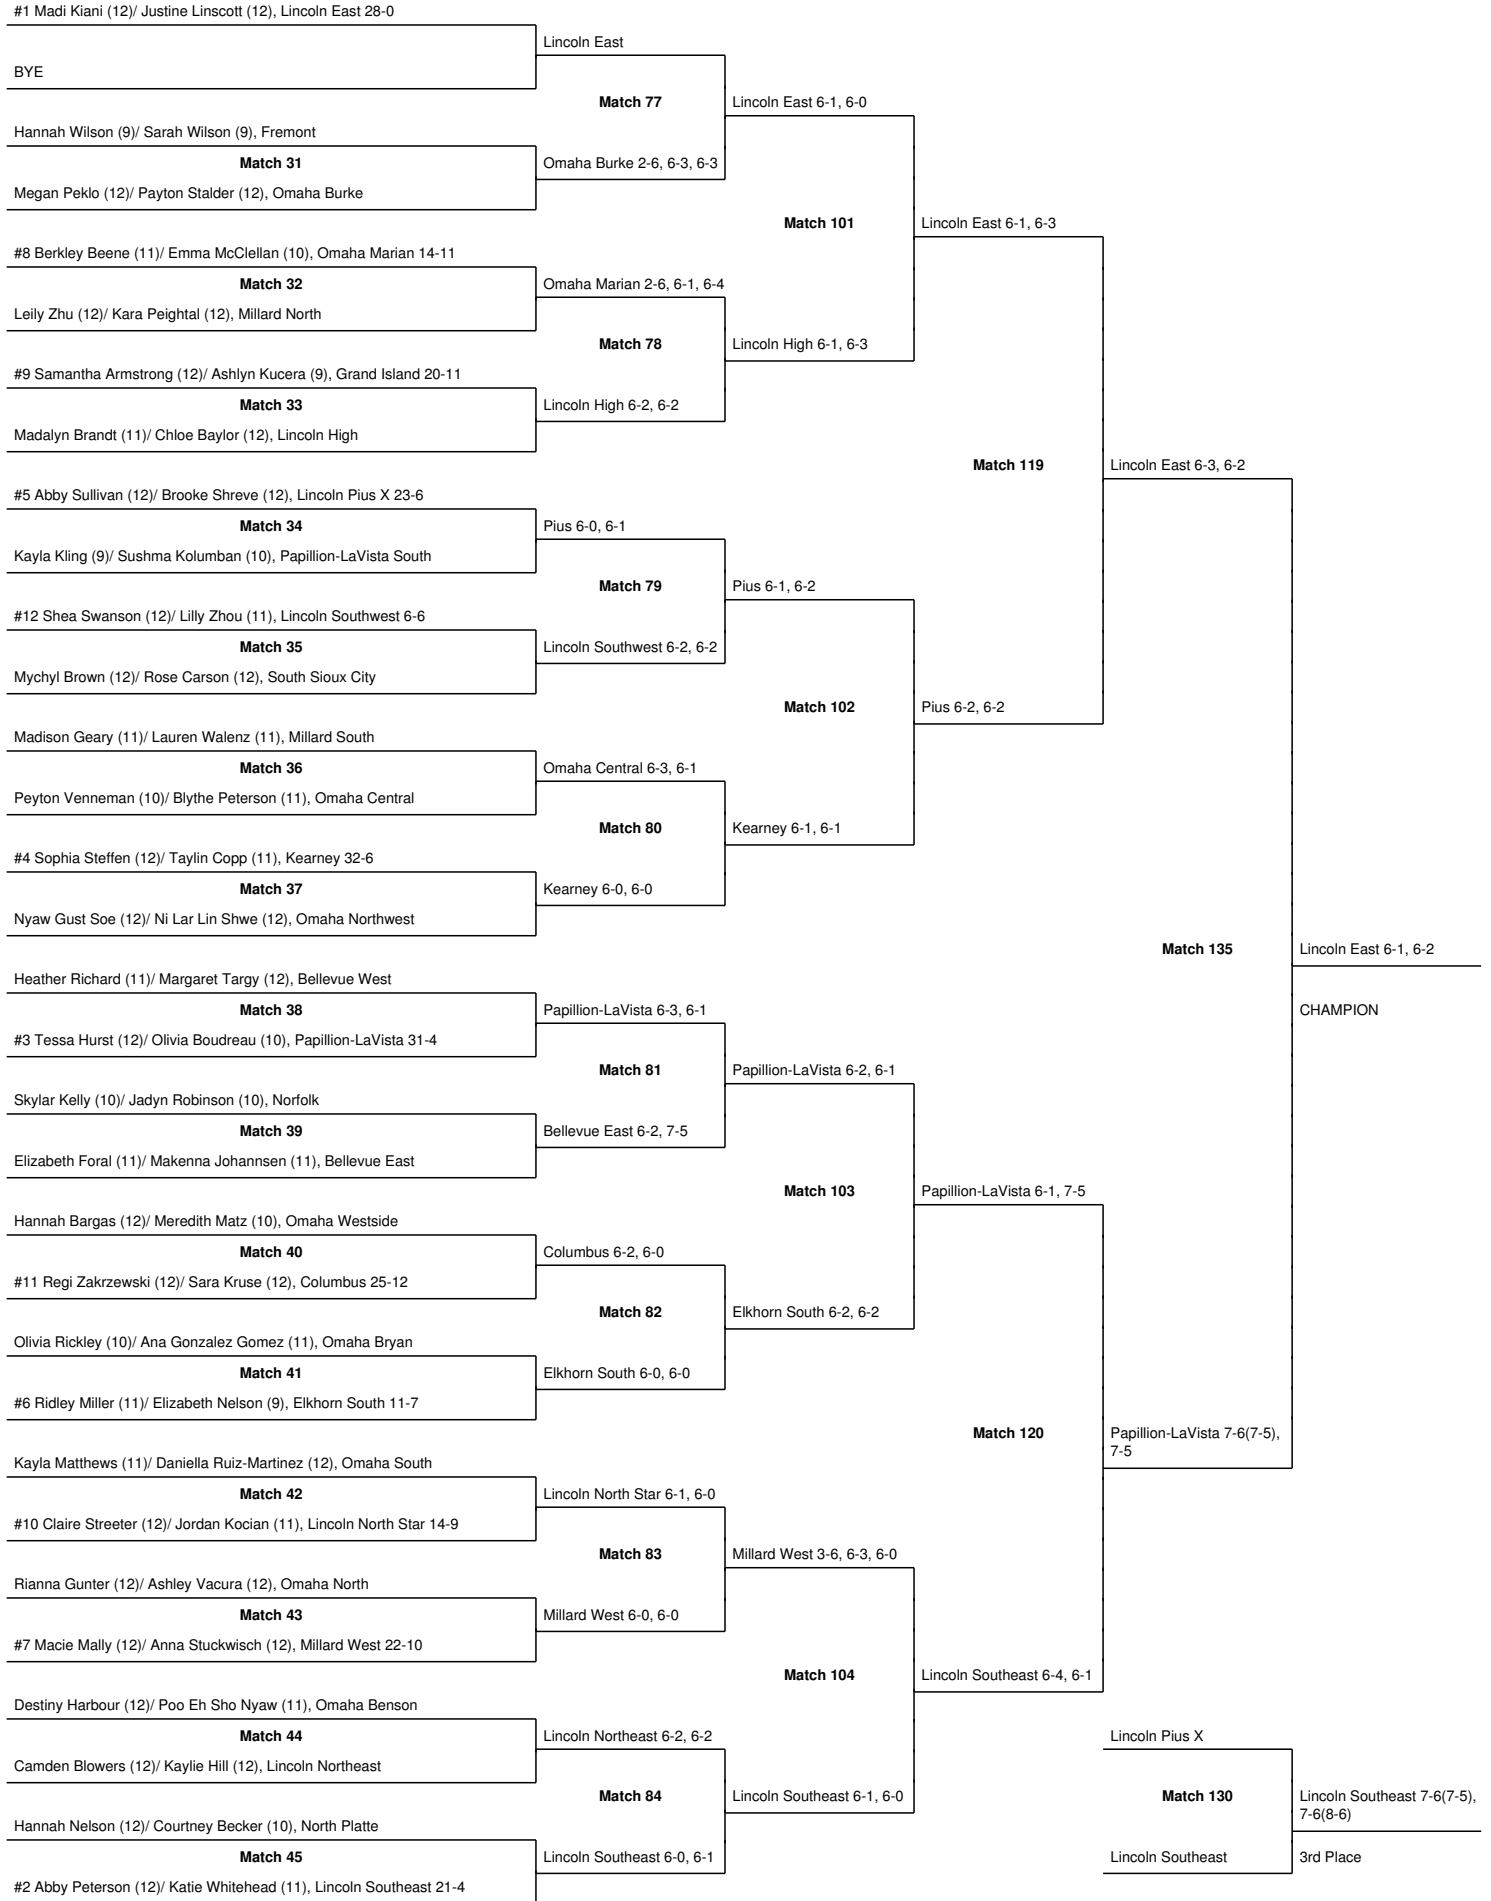 #1 Madi Kiani (12)/ Justine Linscott (12), Lincoln East 28-0
Lincoln East
BYE
Match 77
Lincoln East 6-1, 6-0
Hannah Wilson (9)/ Sarah Wilson (9), Fremont
Match 31
Omaha Burke 2-6, 6-3, 6-3
Megan Peklo (12)/ Payton Stalder (12), Omaha Burke
Match 101
Lincoln East 6-1, 6-3
#8 Berkley Beene (11)/ Emma McClellan (10), Omaha Marian 14-11
Match 32
Omaha Marian 2-6, 6-1, 6-4
Leily Zhu (12)/ Kara Peightal (12), Millard North
Match 78
Lincoln High 6-1, 6-3
#9 Samantha Armstrong (12)/ Ashlyn Kucera (9), Grand Island 20-11
Match 33
Lincoln High 6-2, 6-2
Madalyn Brandt (11)/ Chloe Baylor (12), Lincoln High
Match 119
Lincoln East 6-3, 6-2
#5 Abby Sullivan (12)/ Brooke Shreve (12), Lincoln Pius X 23-6
Match 34
Pius 6-0, 6-1
Kayla Kling (9)/ Sushma Kolumban (10), Papillion-LaVista South
Match 79
Pius 6-1, 6-2
#12 Shea Swanson (12)/ Lilly Zhou (11), Lincoln Southwest 6-6
Match 35
Lincoln Southwest 6-2, 6-2
Mychyl Brown (12)/ Rose Carson (12), South Sioux City
Match 102
Pius 6-2, 6-2
Madison Geary (11)/ Lauren Walenz (11), Millard South
Match 36
Omaha Central 6-3, 6-1
Peyton Venneman (10)/ Blythe Peterson (11), Omaha Central
Match 80
Kearney 6-1, 6-1
#4 Sophia Steffen (12)/ Taylin Copp (11), Kearney 32-6
Match 37
Kearney 6-0, 6-0
Nyaw Gust Soe (12)/ Ni Lar Lin Shwe (12), Omaha Northwest
Match 135
Lincoln East 6-1, 6-2
Heather Richard (11)/ Margaret Targy (12), Bellevue West
Match 38
Papillion-LaVista 6-3, 6-1
CHAMPION
#3 Tessa Hurst (12)/ Olivia Boudreau (10), Papillion-LaVista 31-4
Match 81
Papillion-LaVista 6-2, 6-1
Skylar Kelly (10)/ Jadyn Robinson (10), Norfolk
Match 39
Bellevue East 6-2, 7-5
Elizabeth Foral (11)/ Makenna Johannsen (11), Bellevue East
Match 103
Papillion-LaVista 6-1, 7-5
Hannah Bargas (12)/ Meredith Matz (10), Omaha Westside
Match 40
Columbus 6-2, 6-0
#11 Regi Zakrzewski (12)/ Sara Kruse (12), Columbus 25-12
Match 82
Elkhorn South 6-2, 6-2
Olivia Rickley (10)/ Ana Gonzalez Gomez (11), Omaha Bryan
Match 41
Elkhorn South 6-0, 6-0
#6 Ridley Miller (11)/ Elizabeth Nelson (9), Elkhorn South 11-7
Match 120
Papillion-LaVista 7-6(7-5),
7-5
Kayla Matthews (11)/ Daniella Ruiz-Martinez (12), Omaha South
Match 42
Lincoln North Star 6-1, 6-0
#10 Claire Streeter (12)/ Jordan Kocian (11), Lincoln North Star 14-9
Match 83
Millard West 3-6, 6-3, 6-0
Rianna Gunter (12)/ Ashley Vacura (12), Omaha North
Match 43
Millard West 6-0, 6-0
#7 Macie Mally (12)/ Anna Stuckwisch (12), Millard West 22-10
Match 104
Lincoln Southeast 6-4, 6-1
Destiny Harbour (12)/ Poo Eh Sho Nyaw (11), Omaha Benson
Match 44
Lincoln Northeast 6-2, 6-2
Lincoln Pius X
Camden Blowers (12)/ Kaylie Hill (12), Lincoln Northeast
Match 84
Lincoln Southeast 6-1, 6-0
Match 130
Lincoln Southeast 7-6(7-5),
7-6(8-6)
Hannah Nelson (12)/ Courtney Becker (10), North Platte
Match 45
Lincoln Southeast 6-0, 6-1
Lincoln Southeast
3rd Place
#2 Abby Peterson (12)/ Katie Whitehead (11), Lincoln Southeast 21-4